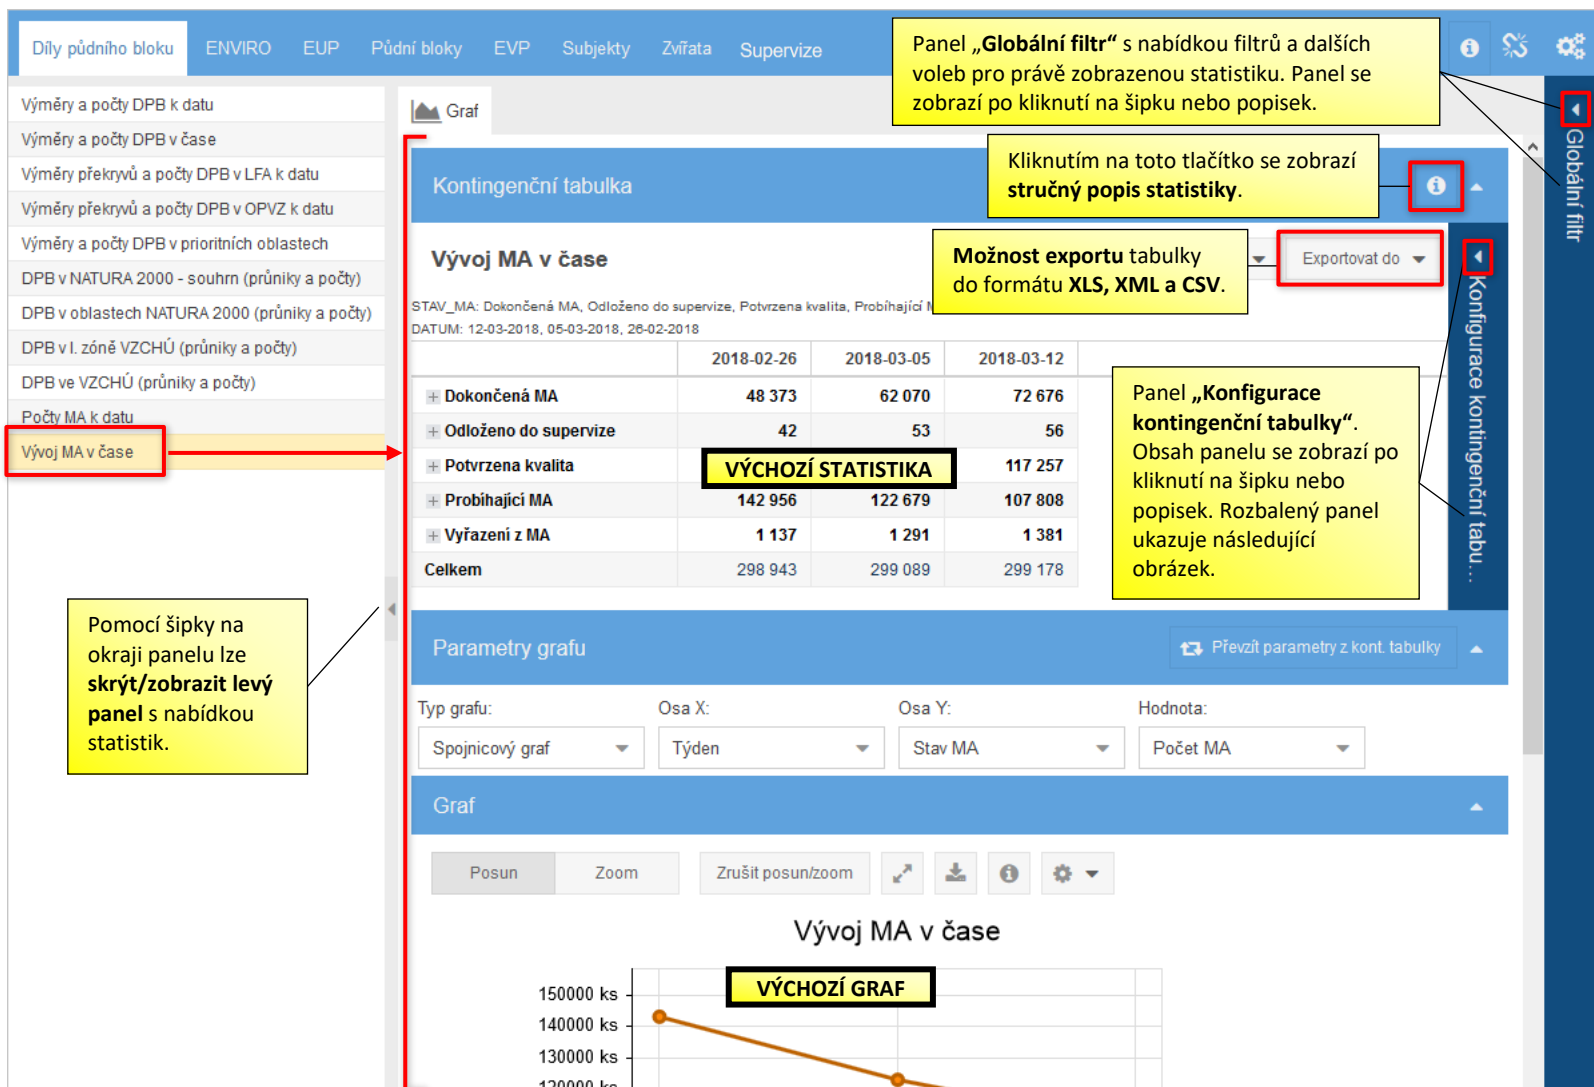 Díly půdního bloku
ENVIRO
EUP
Půdní bloky
EVP
Subjekty
Zvířata
Supervize
Panel „Globální filtr“ s nabídkou filtrů a dalších
voleb pro právě zobrazenou statistiku. Panel se
zobrazí po kliknutí na šipku nebo popisek.
Globální filtr
Výměry a počty DPB k datu
Výměry a počty DPB v čase
Výměry překryvů a počty DPB v LFA k datu
Výměry překryvů a počty DPB v OPVZ k datu
Výměry a počty DPB v prioritních oblastech
DPB v NATURA 2000 - souhrn (průniky a počty)
DPB v oblastech NATURA 2000 (průniky a počty)
DPB v I. zóně VZCHÚ (průniky a počty)
DPB ve VZCHÚ (průniky a počty)
Počty MA k datu
Vývoj MA v čase
Pomocí šipky na
okraji panelu lze
skrýt/zobrazit levý
panel s nabídkou
statistik.
Graf
Kontingenční tabulka
Kliknutím na toto tlačítko se zobrazí
stručný popis statistiky.
Vývoj MA v čase
Možnost exportu tabulky
do formátu XLS, XML a CSV.
Exportovat do
Konfigurace kontingenční tabu...
STAV_MA: Dokončená MA, Odloženo do supervize, Potvrzena kvalita, Probíhající
DATUM: 12-03-2018, 05-03-2018, 26-02-2018
2018-02-26 2018-03-05 2018-03-12
Dokončená MA 48 373 62 070 72 676
Odloženo do supervize 42 53 56
Potvrzena kvalita 117 257
VÝCHOZÍ STATISTIKA
Probíhající MA 142 956 122 679 107 808
Vyřazení z MA 1 137 1 291 1 381
Celkem 298 943 299 089 299 178
Panel „Konfigurace
kontingenční tabulky“.
Obsah panelu se zobrazí po
kliknutí na šipku nebo
popisek. Rozbalený panel
ukazuje následující
obrázek.
Parametry grafu
Převzít parametry z kont. tabulky
Typ grafu: Osa X: Osa Y: Hodnota:
Spojnicový graf Týden Stav MA Počet MA
Graf
Posun Zoom Zrušit posun/zoom
Vývoj MA v čase
VÝCHOZÍ GRAF
150000 ks
140000 ks
130000 ks
120000 ks